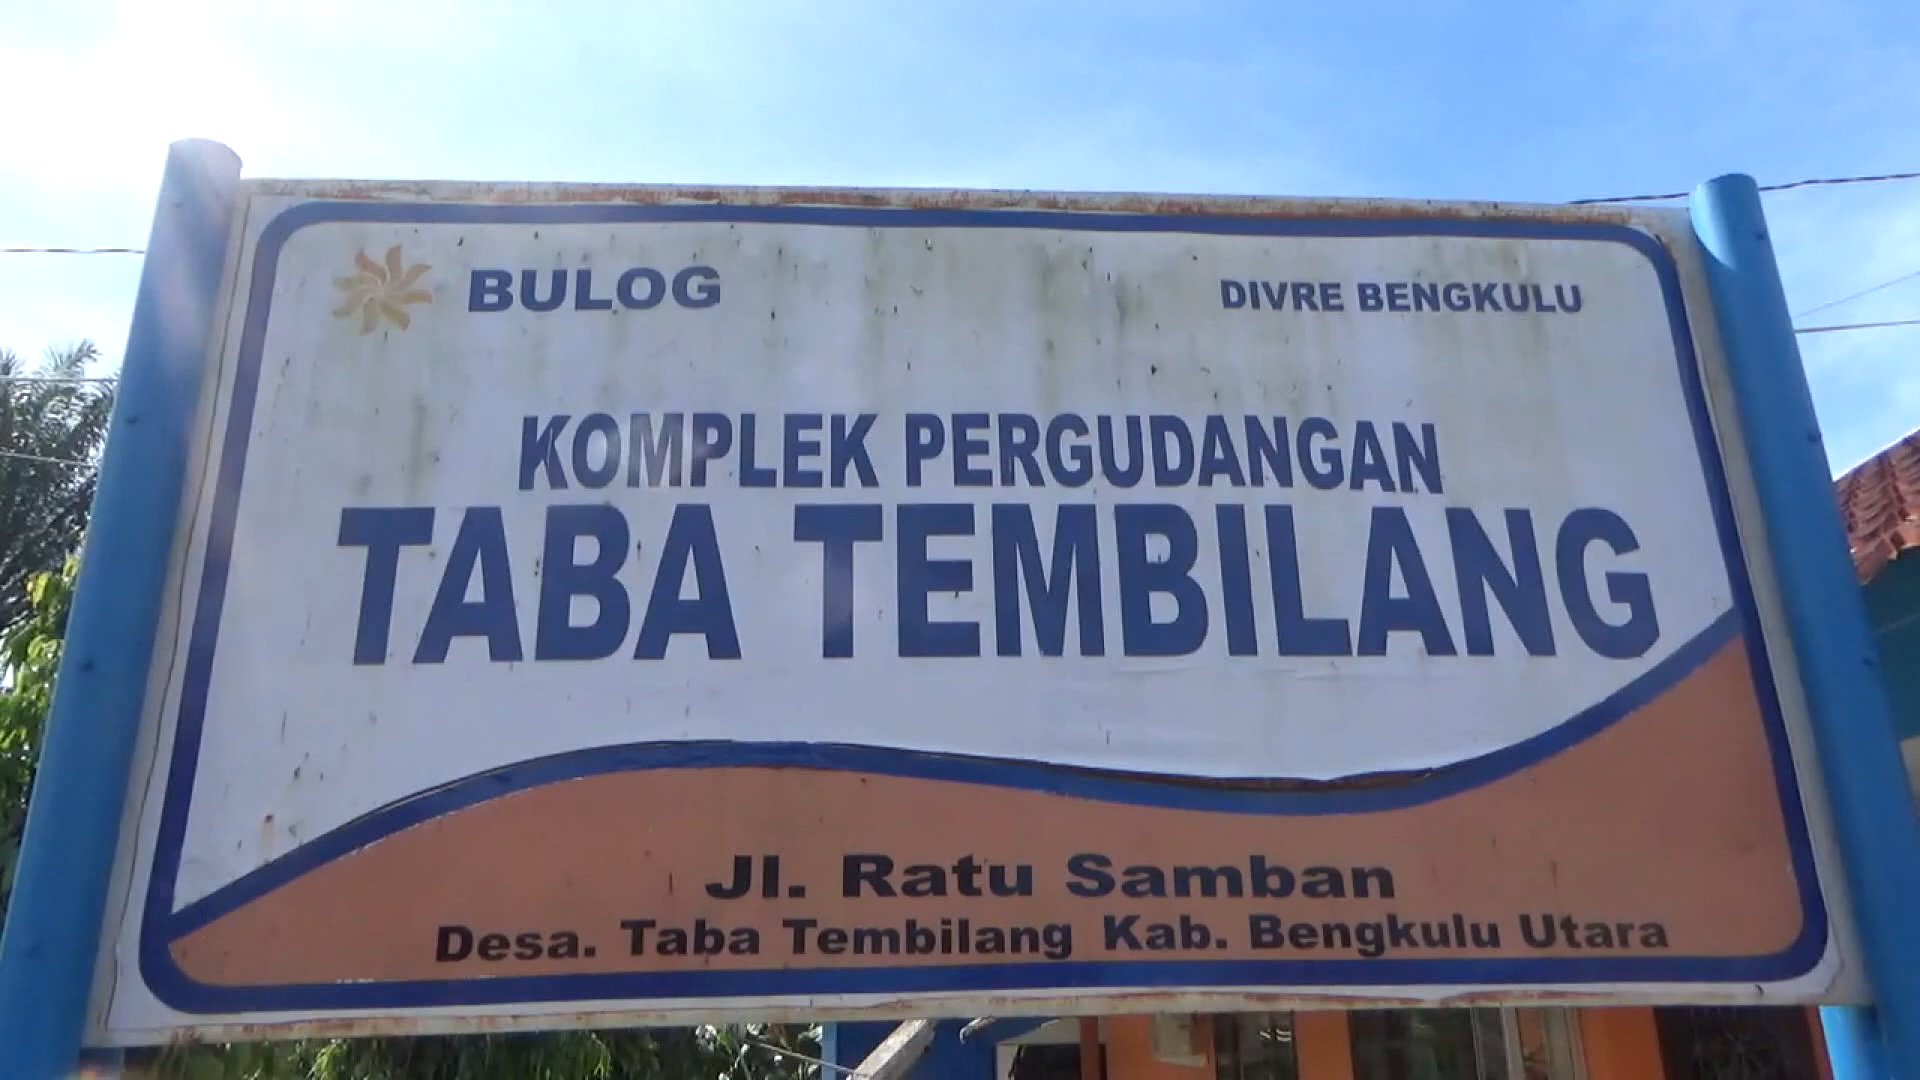 BULOG
DIVRE BENGKULU
KOMPLEK PERGUDANGAN
TABA TEMBILANG
Jl. Ratu Samban
Desa. Taba Tembilang Kab. Bengkulu Utara